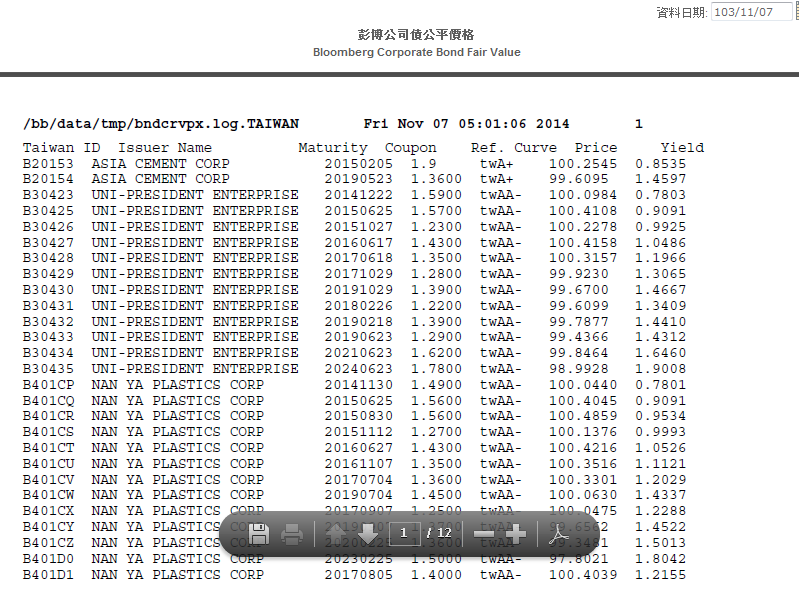 資料日期: 103/11/07
彭博公司債公平價格
Bloomberg Corporate Bond Fair Value
/bb/data/tmp/bndcrvpx.log.TAIWAN Fri Nov 07 05:01:06 2014 1
Taiwan ID Issuer Name Maturity Coupon Ref. Curve Price Yield
B20153 ASIA CEMENT CORP 20150205 1.9 twA+ 100.2545 0.8535
B20154 ASIA CEMENT CORP 20190523 1.3600 twA+ 99.6095 1.4597
B30423 UNI-PRESIDENT ENTERPRISE 20141222 1.5900 twAA- 100.0984 0.7803
B30425 UNI-PRESIDENT ENTERPRISE 20150625 1.5700 twAA- 100.4108 0.9091
B30426 UNI-PRESIDENT ENTERPRISE 20151027 1.2300 twAA- 100.2278 0.9925
B30427 UNI-PRESIDENT ENTERPRISE 20160617 1.4300 twAA- 100.4158 1.0486
B30428 UNI-PRESIDENT ENTERPRISE 20170618 1.3500 twAA- 100.3157 1.1966
B30429 UNI-PRESIDENT ENTERPRISE 20171029 1.2800 twAA- 99.9230 1.3065
B30430 UNI-PRESIDENT ENTERPRISE 20191029 1.3900 twAA- 99.6700 1.4667
B30431 UNI-PRESIDENT ENTERPRISE 20180226 1.2200 twAA- 99.6099 1.3409
B30432 UNI-PRESIDENT ENTERPRISE 20190218 1.3900 twAA- 99.7877 1.4410
B30433 UNI-PRESIDENT ENTERPRISE 20190623 1.2900 twAA- 99.4366 1.4312
B30434 UNI-PRESIDENT ENTERPRISE 20210623 1.6200 twAA- 99.8464 1.6460
B30435 UNI-PRESIDENT ENTERPRISE 20240623 1.7800 twAA- 98.9928 1.9008
B401CP NAN YA PLASTICS CORP 20141130 1.4900 twAA- 100.0440 0.7801
B401CQ NAN YA PLASTICS CORP 20150625 1.5600 twAA- 100.4045 0.9091
B401CR NAN YA PLASTICS CORP 20150830 1.5600 twAA- 100.4859 0.9534
B401CS NAN YA PLASTICS CORP 20151112 1.2700 twAA- 100.1376 0.9993
B401CT NAN YA PLASTICS CORP 20160627 1.4300 twAA- 100.4216 1.0526
B401CU NAN YA PLASTICS CORP 20161107 1.3500 twAA- 100.3516 1.1121
B401CV NAN YA PLASTICS CORP 20170704 1.3600 twAA- 100.3301 1.2029
B401CW NAN YA PLASTICS CORP 20190704 1.4500 twAA- 100.0630 1.4337
B401CX NAN YA PLASTICS CORP 20170907 1.2500 twAA- 100.0475 1.2288
B401CY NAN YA PLASTICS CORP 1.4522
B401CZ NAN YA PLASTICS CORP 1.5013
B401D0 NAN YA PLASTICS CORP 20230225 1.5000 twAA- 97.8021 1.8042
B401D1 NAN YA PLASTICS CORP 20170805 1.4000 twAA- 100.4039 1.2155
1 / 12